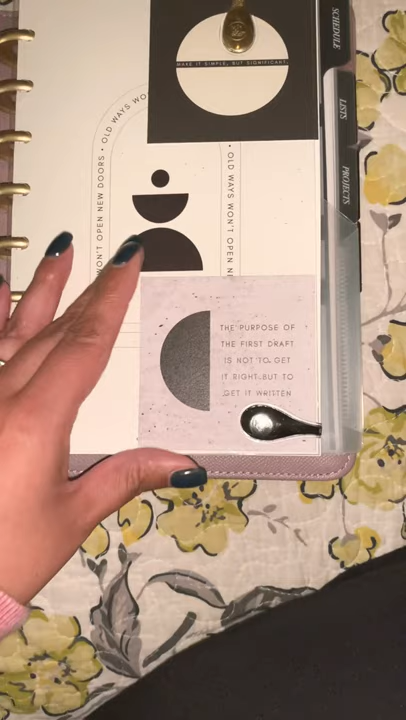 MAKE IT SIMPLE, BUT SIGNIFICANT.
SCHEDULE
LISTS
PROJECTS
WON'T OPEN NEW DOORS • OLD WAYS WO
• OLD WAYS WON'T OPEN NE
THE PURPOSE OF
THE FIRST DRAFT
IS NOT TO GET
IT RIGHT BUT TO
GET IT WRITTEN